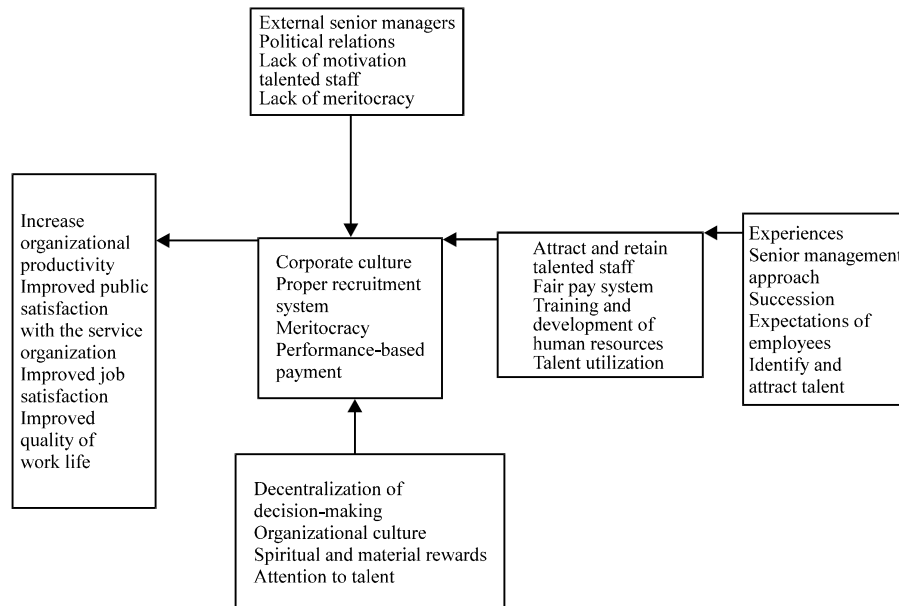 External senior managers
Political relations
Lack of motivation
talented staff
Lack of meritocracy
Increase
organizational
productivity
Improved public
satisfaction
with the service
organization
Improved job
satisfaction
Improved
quality of
work life
Corporate culture
Proper recruitment
system
Meritocracy
Performance-based
payment
Attract and retain
talented staff
Fair pay system
Training and
development of
human resources
Talent utilization
Experiences
Senior management
approach
Succession
Expectations of
employees
Identify and
attract talent
Decentralization of
decision-making
Organizational culture
Spiritual and material rewards
Attention to talent